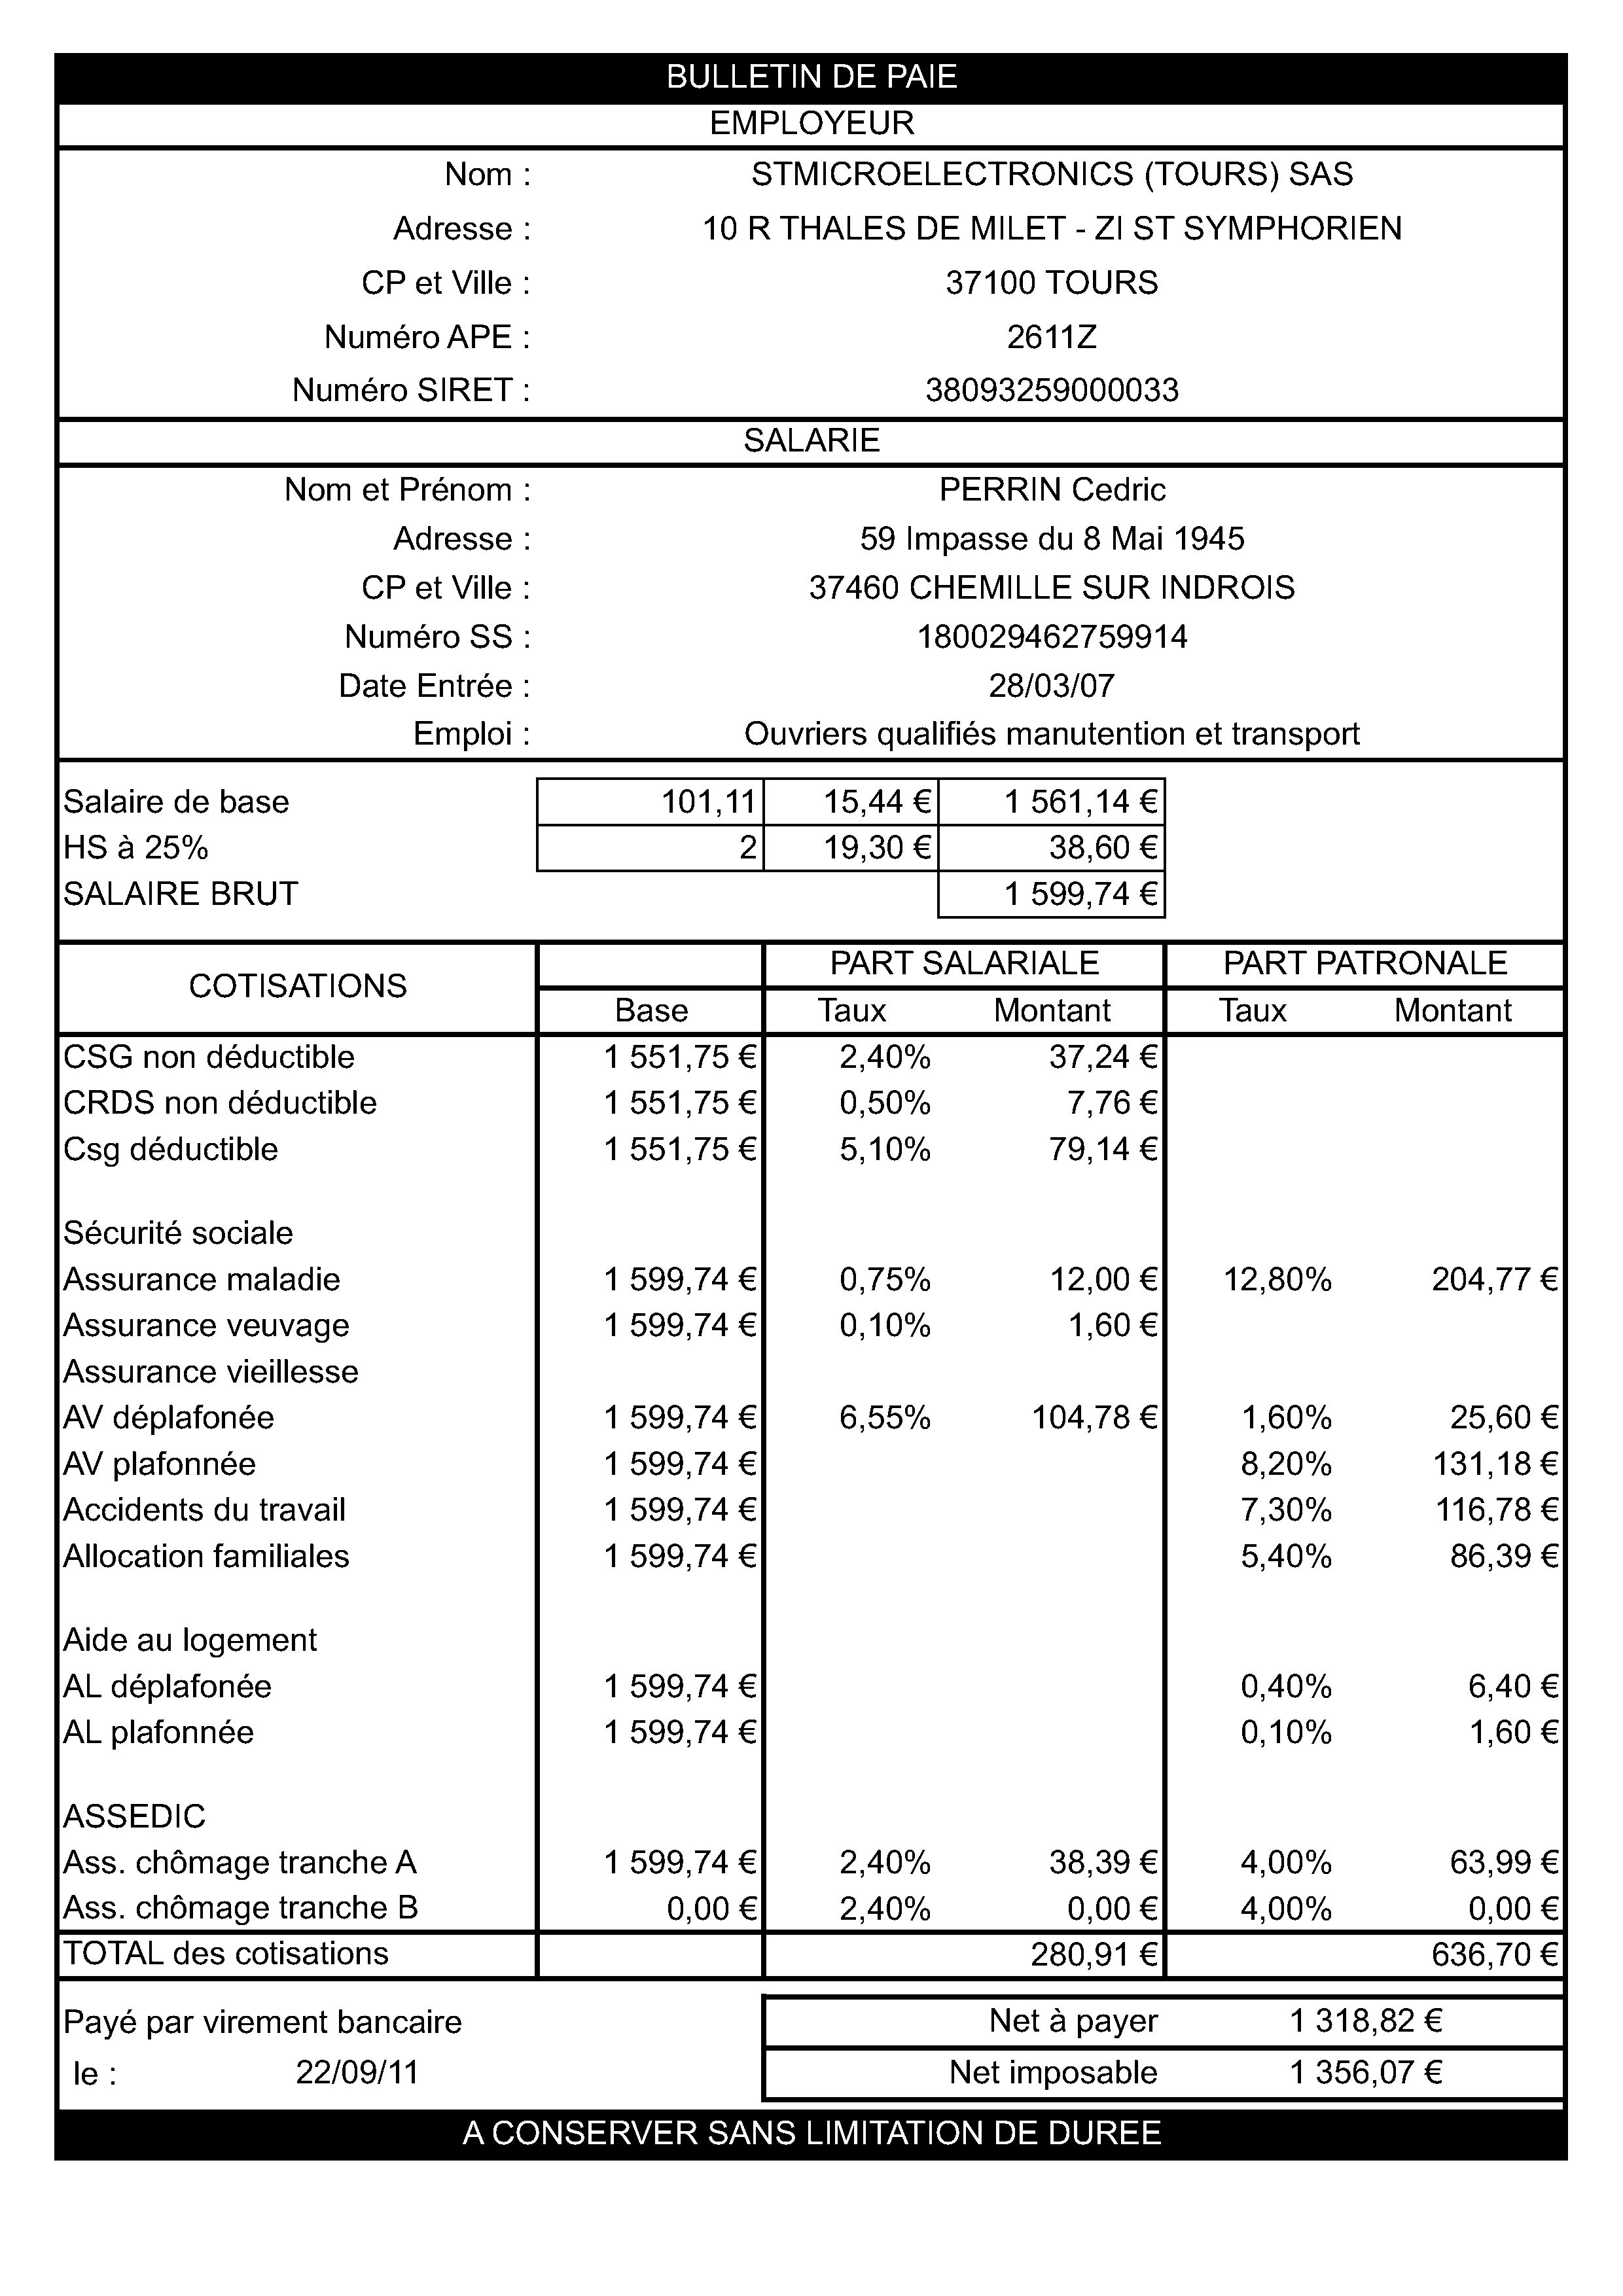 BULLETIN DE PAIE
EMPLOYEUR
Nom : STMICROELECTRONICS (TOURS) SAS
Adresse : 10 R THALES DE MILET - ZI ST SYMPHORIEN
CP et Ville : 37100 TOURS
Numéro APE : 2611Z
Numéro SIRET : 38093259000033
SALARIE
Nom et Prénom : PERRIN Cedric
Adresse : 59 Impasse du 8 Mai 1945
CP et Ville : 37460 CHEMILLE SUR INDROIS
Numéro SS : 180029462759914
Date Entrée : 28/03/07
Emploi : Ouvriers qualifiés manutention et transport
Salaire de base 101,11 15,44 € 1 561,14 €
HS à 25% 2 19,30 € 38,60 €
SALAIRE BRUT 1 599,74 €
COTISATIONS PART SALARIALE PART PATRONALE
Base Taux Montant Taux Montant
CSG non déductible 1 551,75 € 2,40% 37,24 €
CRDS non déductible 1 551,75 € 0,50% 7,76 €
Csg déductible 1 551,75 € 5,10% 79,14 €
Sécurité sociale
Assurance maladie 1 599,74 € 0,75% 12,00 € 12,80% 204,77 €
Assurance veuvage 1 599,74 € 0,10% 1,60 €
Assurance vieillesse
AV déplafonée 1 599,74 € 6,55% 104,78 € 1,60% 25,60 €
AV plafonnée 1 599,74 € 8,20% 131,18 €
Accidents du travail 1 599,74 € 7,30% 116,78 €
Allocation familiales 1 599,74 € 5,40% 86,39 €
Aide au logement
AL déplafonée 1 599,74 € 0,40% 6,40 €
AL plafonnée 1 599,74 € 0,10% 1,60 €
ASSEDIC
Ass. chômage tranche A 1 599,74 € 2,40% 38,39 € 4,00% 63,99 €
Ass. chômage tranche B 0,00 € 2,40% 0,00 € 4,00% 0,00 €
TOTAL des cotisations 280,91 € 636,70 €
Payé par virement bancaire Net à payer 1 318,82 €
le : 22/09/11 Net imposable 1 356,07 €
A CONSERVER SANS LIMITATION DE DUREE